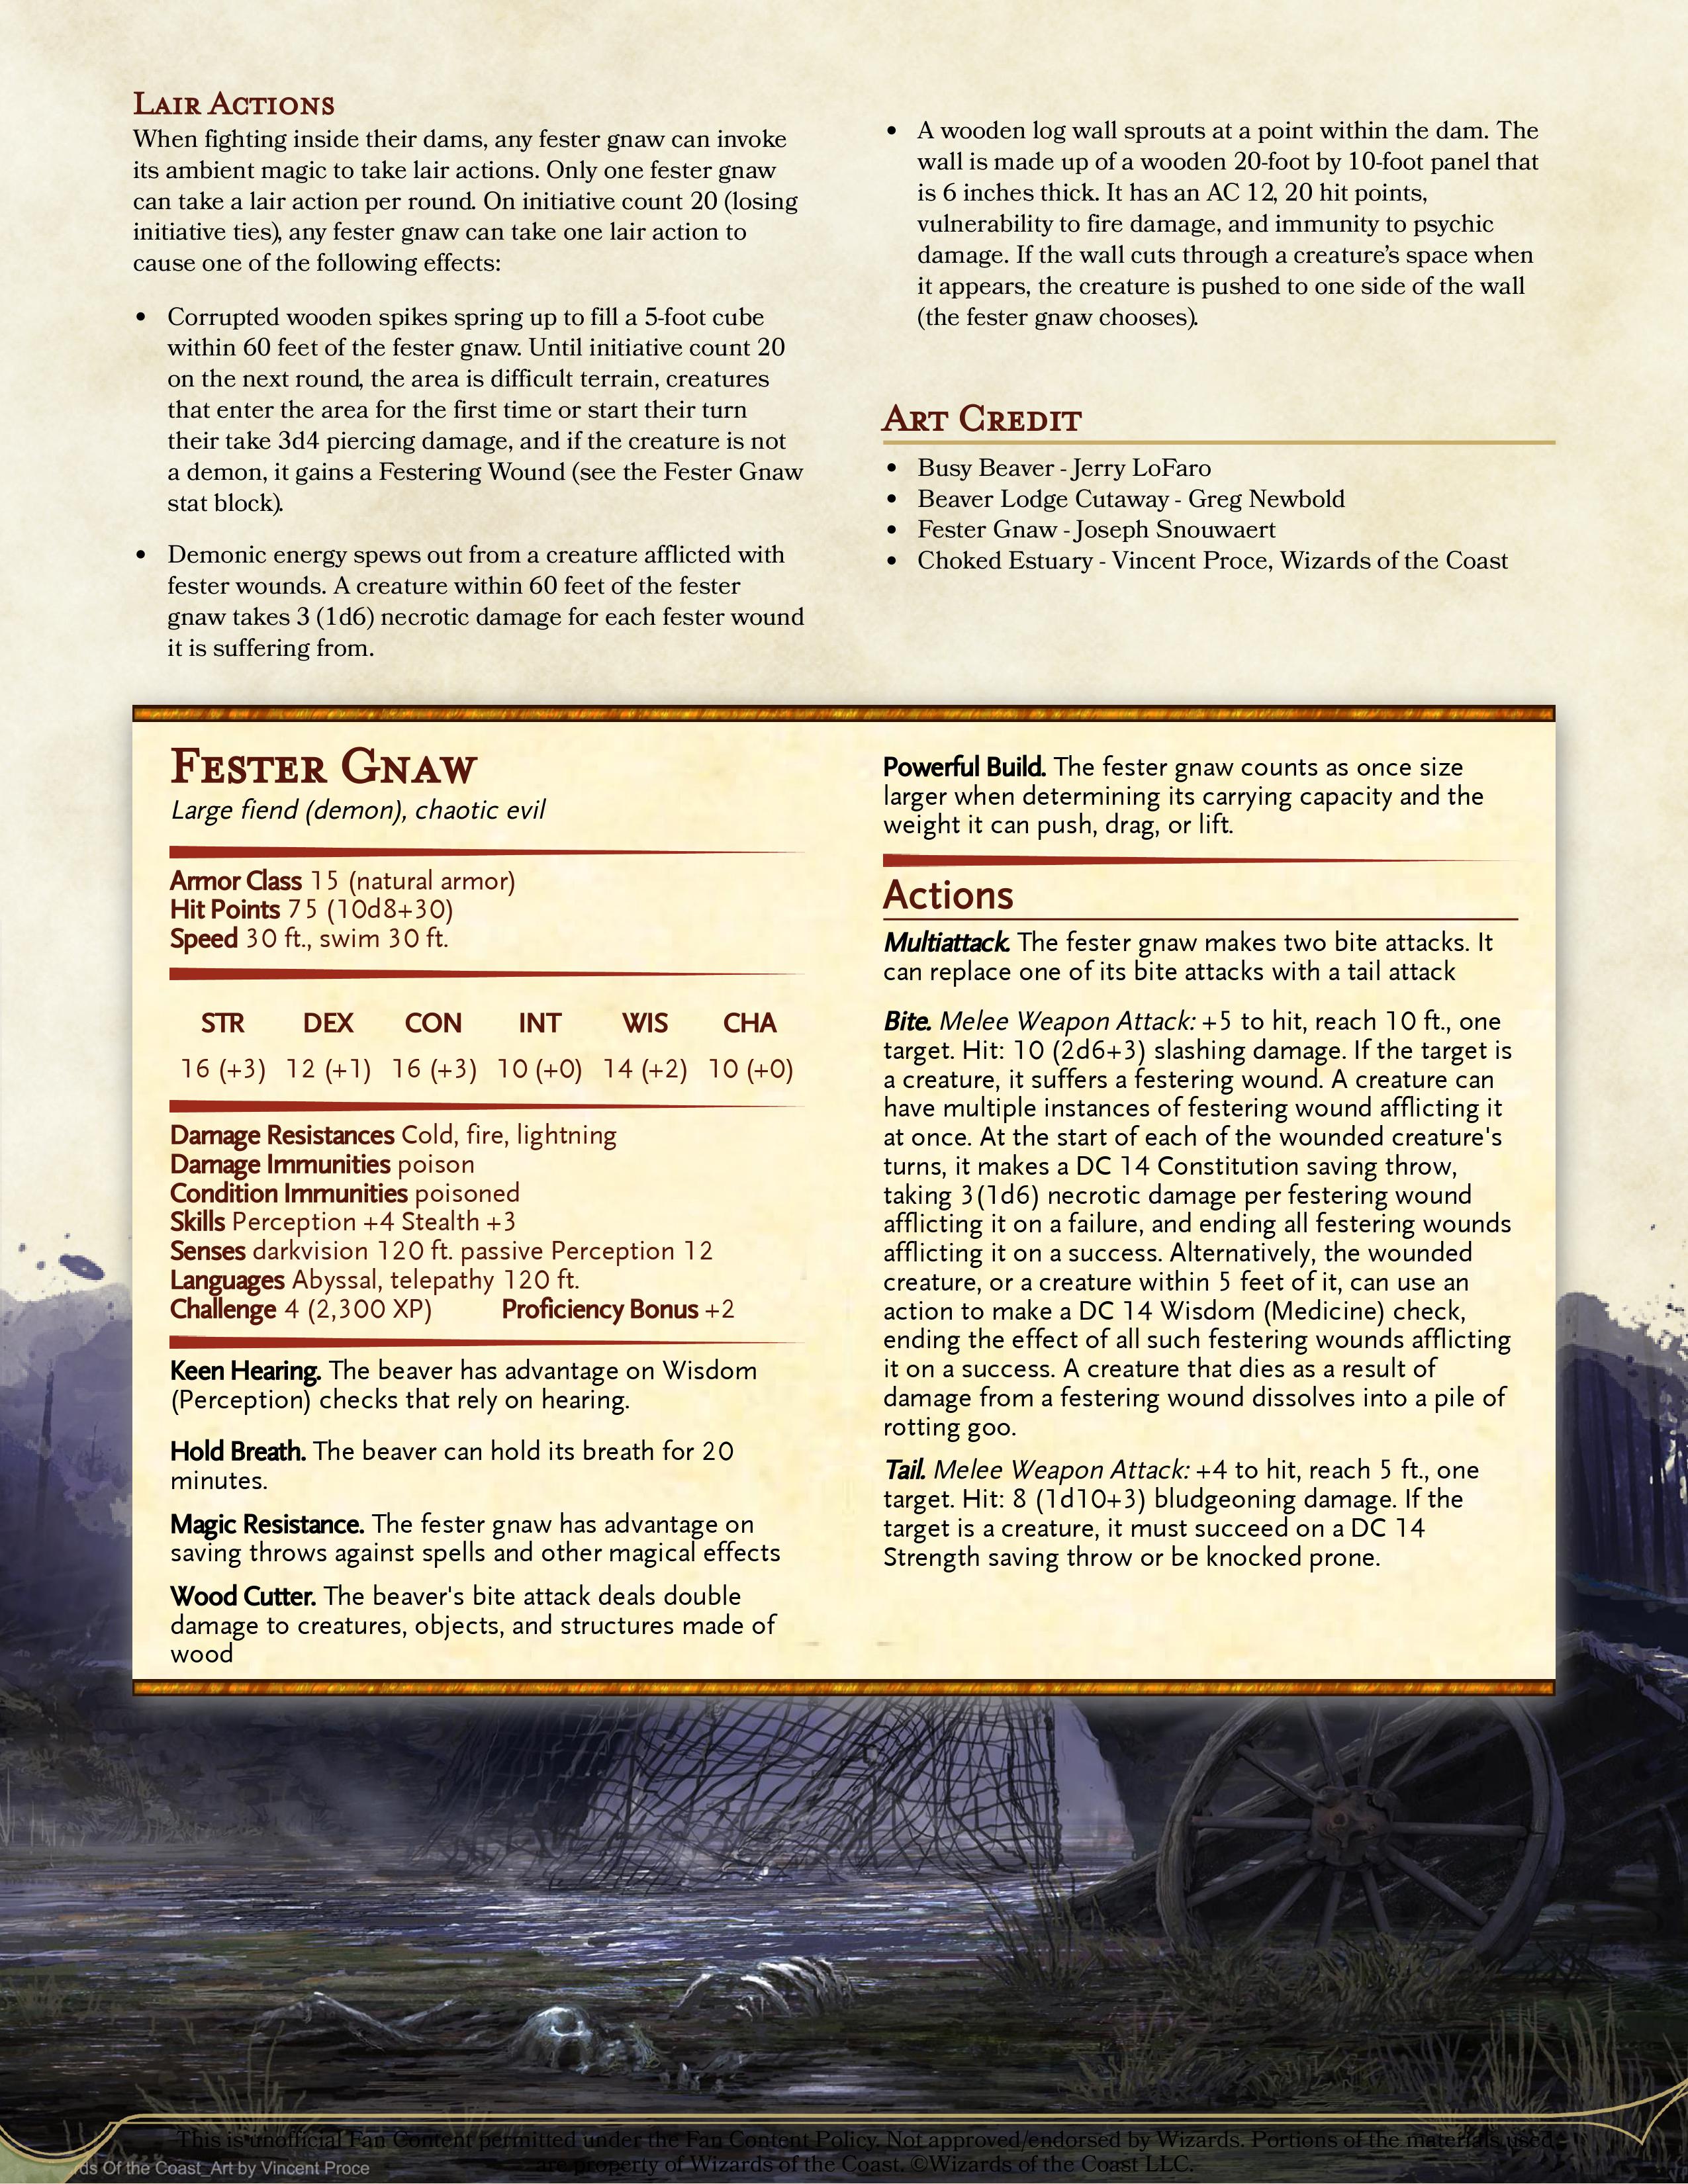 Lair Actions
When fighting inside their dams, any fester gnaw can invoke
its ambient magic to take lair actions. Only one fester gnaw
can take a lair action per round. On initiative count 20 (losing
initiative ties), any fester gnaw can take one lair action to
cause one of the following effects:
• Corrupted wooden spikes spring up to fill a 5-foot cube
within 60 feet of the fester gnaw. Until initiative count 20
on the next round, the area is difficult terrain, creatures
that enter the area for the first time or start their turn
their take 3d4 piercing damage, and if the creature is not
a demon, it gains a Festering Wound (see the Fester Gnaw
stat block).
• Demonic energy spews out from a creature afflicted with
fester wounds. A creature within 60 feet of the fester
gnaw takes 3 (1d6) necrotic damage for each fester wound
it is suffering from.
• A wooden log wall sprouts at a point within the dam. The
wall is made up of a wooden 20-foot by 10-foot panel that
is 6 inches thick. It has an AC 12, 20 hit points,
vulnerability to fire damage, and immunity to psychic
damage. If the wall cuts through a creature's space when
it appears, the creature is pushed to one side of the wall
(the fester gnaw chooses).
Art Credit
• Busy Beaver - Jerry LoFaro
• Beaver Lodge Cutaway - Greg Newbold
• Fester Gnaw - Joseph Snouwaert
• Choked Estuary - Vincent Proce, Wizards of the Coast
Fester Gnaw
Large fiend (demon), chaotic evil
Armor Class 15 (natural armor)
Hit Points 75 (10d8+30)
Speed 30 ft., swim 30 ft.
STR DEX CON INT WIS CHA
16 (+3) 12 (+1) 16 (+3) 10 (+0) 14 (+2) 10 (+0)
Damage Resistances Cold, fire, lightning
Damage Immunities poison
Condition Immunities poisoned
Skills Perception +4 Stealth +3
Senses darkvision 120 ft. passive Perception 12
Languages Abyssal, telepathy 120 ft.
Challenge 4 (2,300 XP) Proficiency Bonus +2
Keen Hearing. The beaver has advantage on Wisdom
(Perception) checks that rely on hearing.
Hold Breath. The beaver can hold its breath for 20
minutes.
Magic Resistance. The fester gnaw has advantage on
saving throws against spells and other magical effects
Wood Cutter. The beaver's bite attack deals double
damage to creatures, objects, and structures made of
wood
Powerful Build. The fester gnaw counts as once size
larger when determining its carrying capacity and the
weight it can push, drag, or lift.
Actions
Multiattack. The fester gnaw makes two bite attacks. It
can replace one of its bite attacks with a tail attack
Bite. Melee Weapon Attack: +5 to hit, reach 10 ft., one
target. Hit: 10 (2d6+3) slashing damage. If the target is
a creature, it suffers a festering wound. A creature can
have multiple instances of festering wound afflicting it
at once. At the start of each of the wounded creature's
turns, it makes a DC 14 Constitution saving throw,
taking 3(1d6) necrotic damage per festering wound
afflicting it on a failure, and ending all festering wounds
afflicting it on a success. Alternatively, the wounded
creature, or a creature within 5 feet of it, can use an
action to make a DC 14 Wisdom (Medicine) check,
ending the effect of all such festering wounds afflicting
it on a success. A creature that dies as a result of
damage from a festering wound dissolves into a pile of
rotting goo.
Tail. Melee Weapon Attack: +4 to hit, reach 5 ft., one
target. Hit: 8 (1d10+3) bludgeoning damage. If the
target is a creature, it must succeed on a DC 14
Strength saving throw or be knocked prone.
This is unofficial Fan Content permitted under the Fan Content Policy. Not approved/endorsed by Wizards. Portions of the materials used
are property of Wizards of the Coast. ©Wizards of the Coast LLC.
rds Of the Coast_Art by Vincent Proce